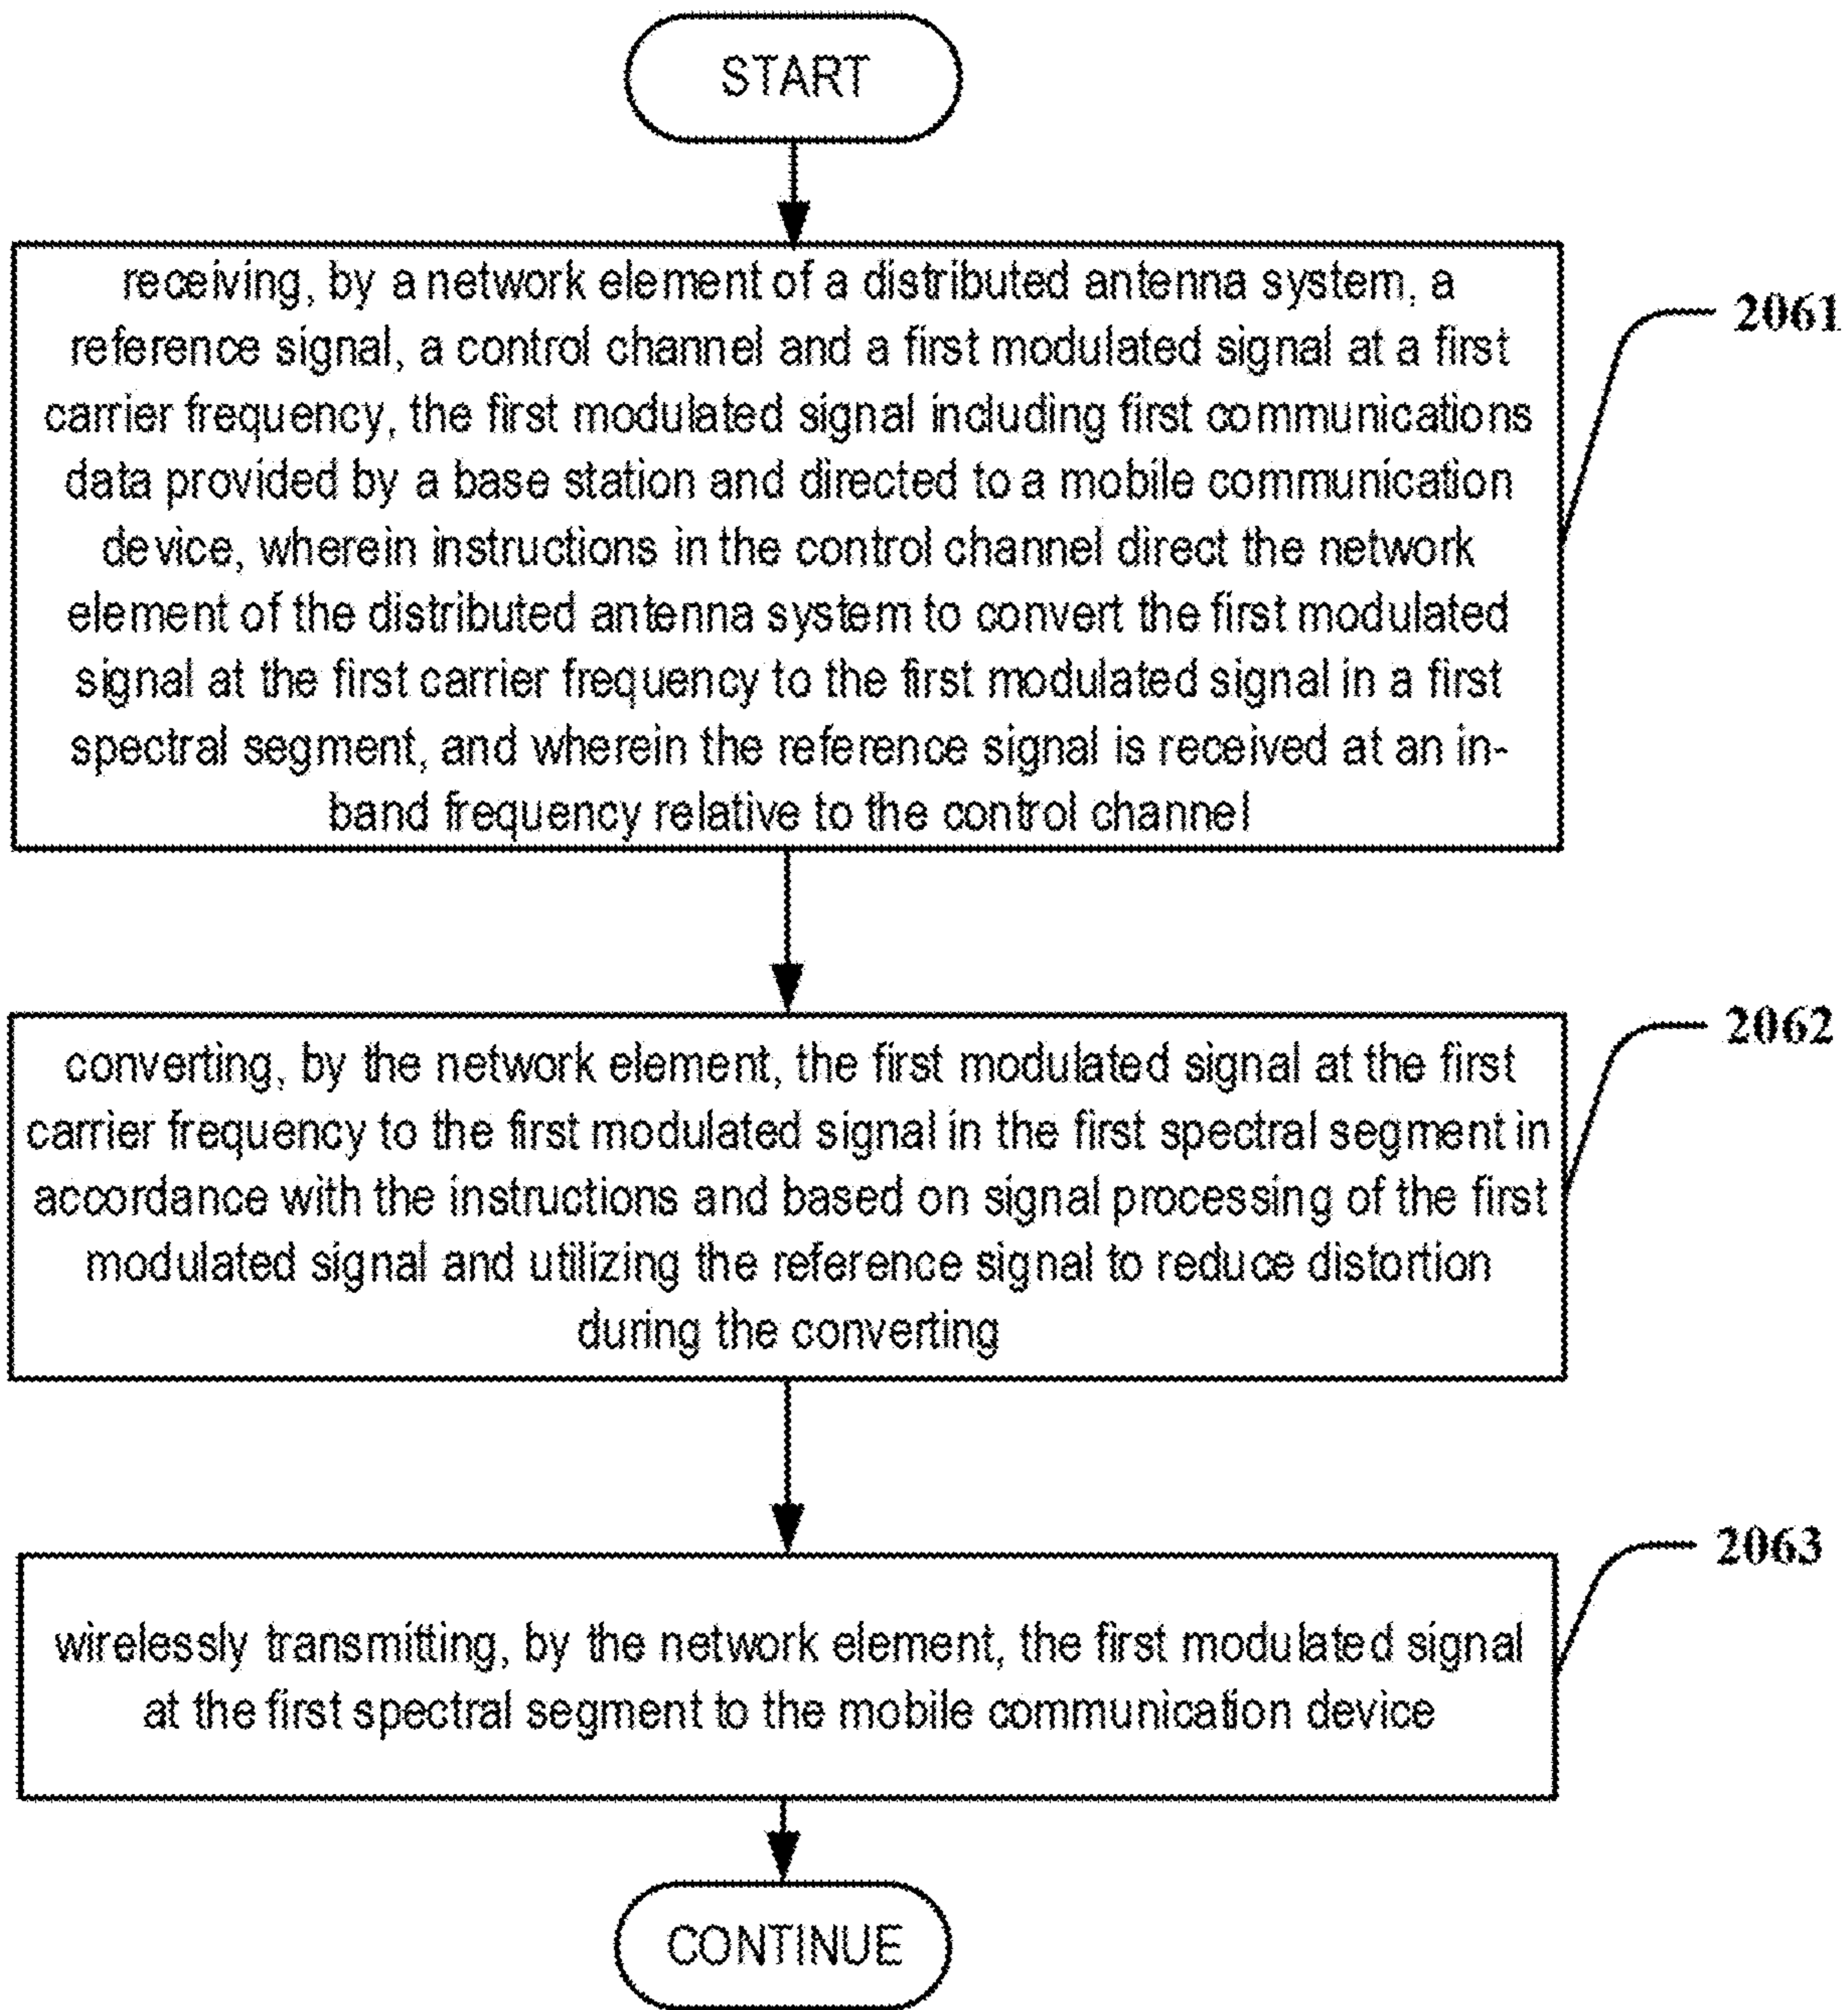 START
receiving, by a network element of a distributed antenna system, a
reference signal, a control channel and a first modulated signal at a first
carrier frequency, the first modulated signal including first communications
data provided by a base station and directed to a mobile communication
device, wherein instructions in the control channel direct the network
element of the distributed antenna system to convert the first modulated
signal at the first carrier frequency to the first modulated signal in a first
spectral segment, and wherein the reference signal is received at an in-
band frequency relative to the control channel
2061
converting, by the network element, the first modulated signal at the first
carrier frequency to the first modulated signal in the first spectral segment in
accordance with the instructions and based on signal processing of the first
modulated signal and utilizing the reference signal to reduce distortion
during the converting
2062
wirelessly transmitting, by the network element, the first modulated signal
at the first spectral segment to the mobile communication device
2063
CONTINUE